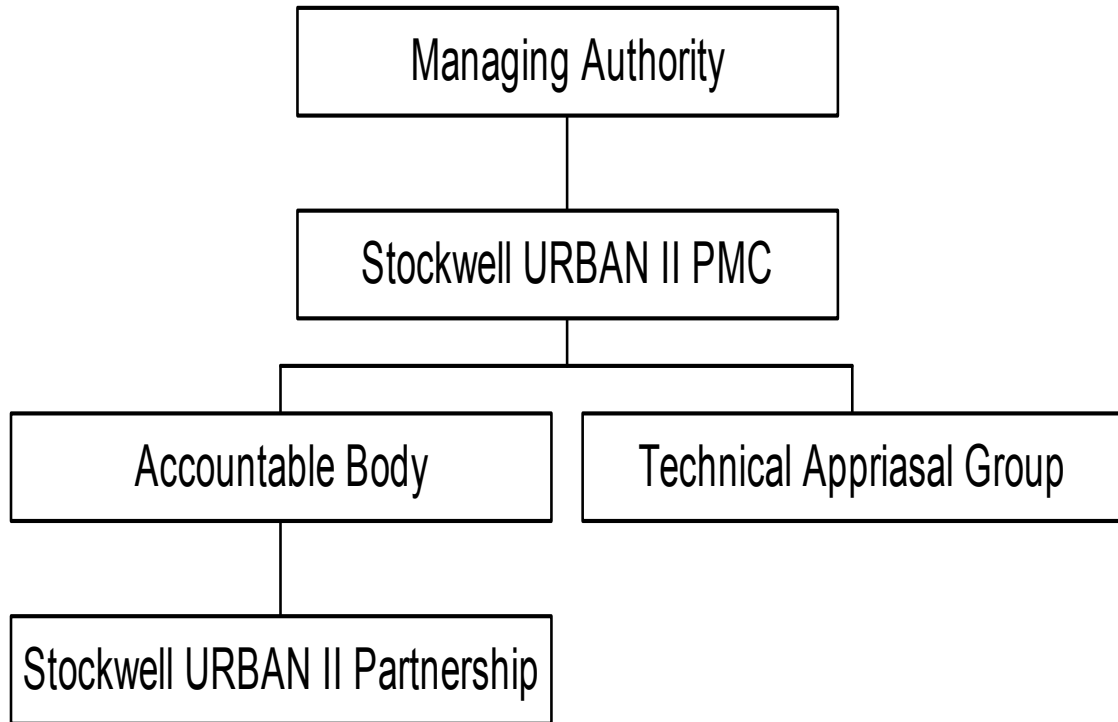 Managing Authority
Stockwell URBAN II PMC
Accountable Body
Technical Appriasal Group
Stockwell URBAN II Partnership